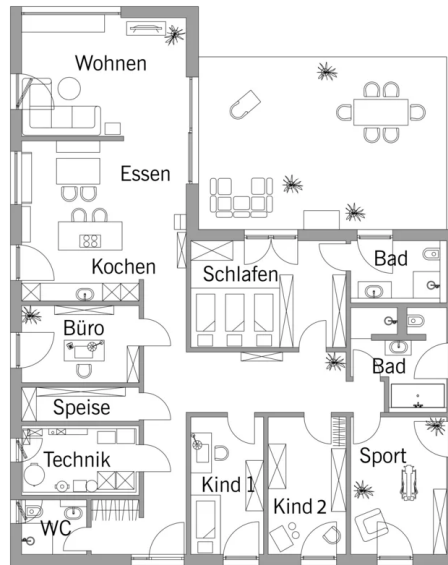 Wohnen
Essen
Kochen
Schlafen
Bad
Büro
Bad
Speise
Technik
Kind 1
Kind 2
Sport
WC